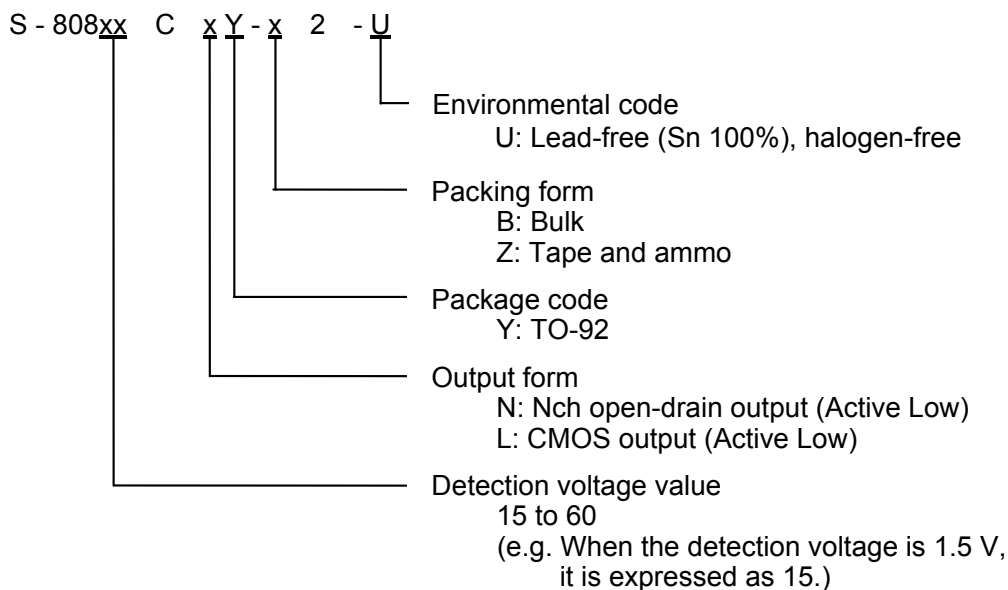 S - 808xx C x Y - x 2 - U
Environmental code
U: Lead-free (Sn 100%), halogen-free
Packing form
B: Bulk
Z: Tape and ammo
Package code
Y: TO-92
Output form
N: Nch open-drain output (Active Low)
L: CMOS output (Active Low)
Detection voltage value
15 to 60
(e.g. When the detection voltage is 1.5 V,
it is expressed as 15.)